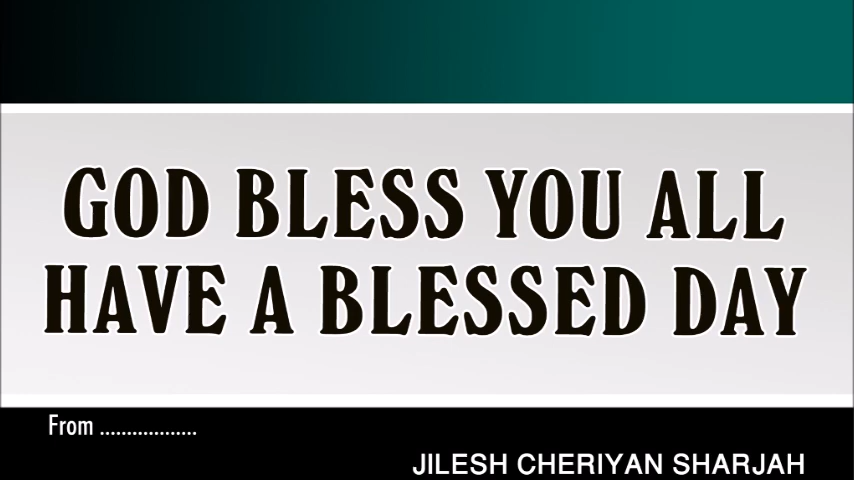 GOD BLESS YOU ALL
HAVE A BLESSED DAY
From ..................
JILESH CHERIYAN SHARJAH